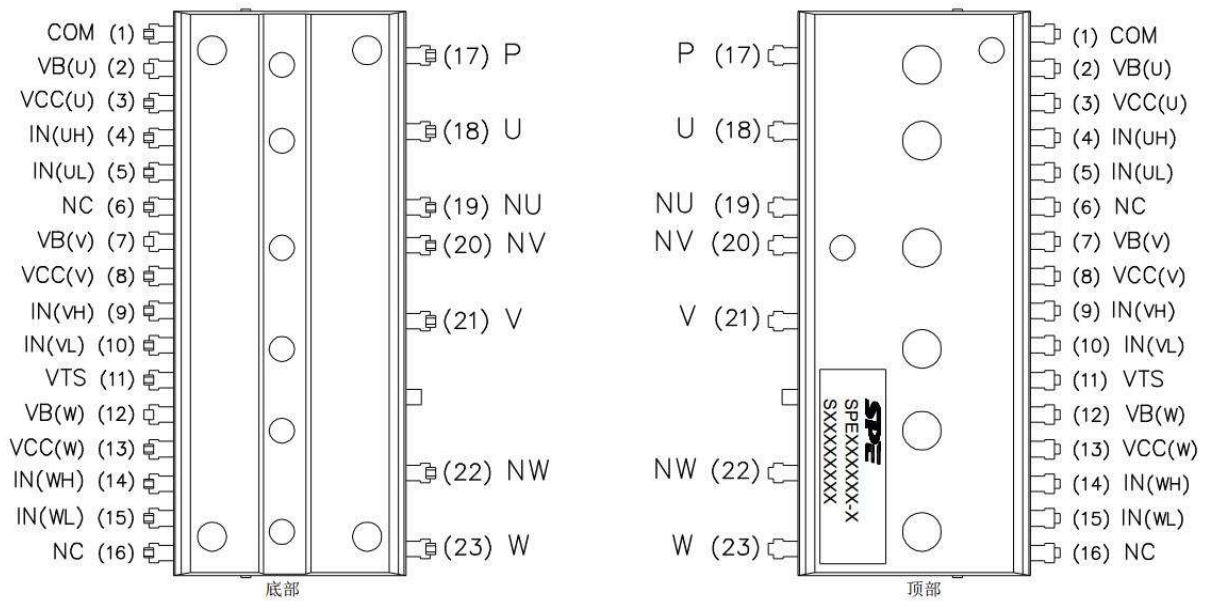 COM (1)
VB(U) (2)
VCC(U) (3)
IN(UH) (4)
IN(UL) (5)
NC (6)
VB(V) (7)
VCC(V) (8)
IN(VH) (9)
IN(VL) (10)
VTS (11)
VB(W) (12)
VCC(W) (13)
IN(WH) (14)
IN(WL) (15)
NC (16)
(17) P
(18) U
(19) NU
(20) NV
(21) V
(22) NW
(23) W
底部
P (17)
U (18)
NU (19)
NV (20)
V (21)
NW (22)
W (23)
SPE
SPEXXXXXXX-X
SXXXXXXXX
(1) COM
(2) VB(U)
(3) VCC(U)
(4) IN(UH)
(5) IN(UL)
(6) NC
(7) VB(V)
(8) VCC(V)
(9) IN(VH)
(10) IN(VL)
(11) VTS
(12) VB(W)
(13) VCC(W)
(14) IN(WH)
(15) IN(WL)
(16) NC
顶部